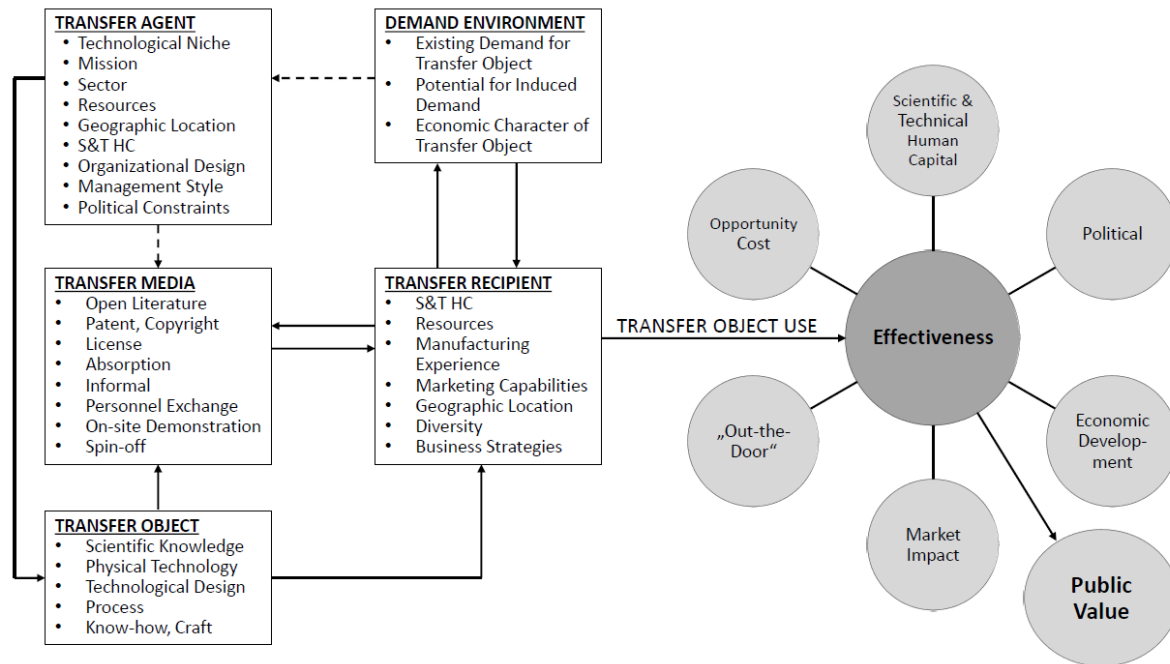 TRANSFER AGENT
• Technological Niche
• Mission
• Sector
• Resources
• Geographic Location
• S&T HC
• Organizational Design
• Management Style
• Political Constraints
DEMAND ENVIRONMENT
• Existing Demand for
Transfer Object
• Potential for Induced
Demand
• Economic Character of
Transfer Object
TRANSFER MEDIA
• Open Literature
• Patent, Copyright
• License
• Absorption
• Informal
• Personnel Exchange
• On-site Demonstration
• Spin-off
TRANSFER RECIPIENT
• S&T HC
• Resources
• Manufacturing
Experience
• Marketing Capabilities
• Geographic Location
• Diversity
• Business Strategies
TRANSFER OBJECT
• Scientific Knowledge
• Physical Technology
• Technological Design
• Process
• Know-how, Craft
TRANSFER OBJECT USE
Effectiveness
Scientific &
Technical
Human
Capital
Political
Economic
Develop-
ment
Public
Value
Market
Impact
„Out-the-
Door“
Opportunity
Cost